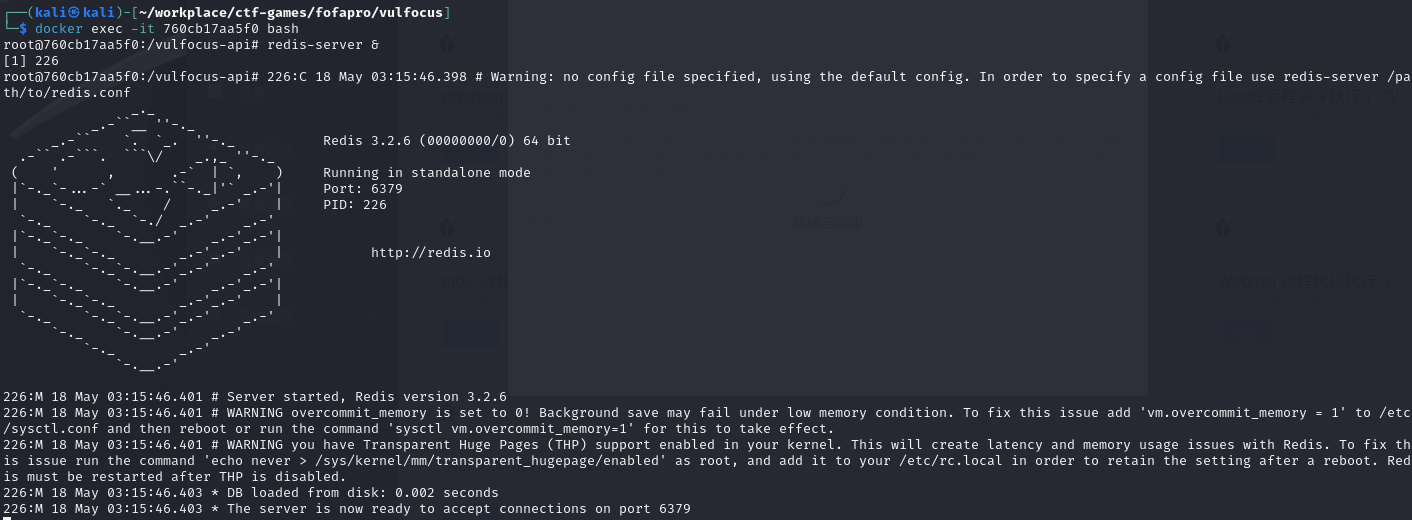 ┌──(kali㉿kali)-[~/workplace/ctf-games/fofapro/vulfocus]
└─$ docker exec -it 760cb17aa5f0 bash
root@760cb17aa5f0:/vulfocus-api# redis-server &
[1] 226
root@760cb17aa5f0:/vulfocus-api# 226:C 18 May 03:15:46.398 # Warning: no config file specified, using the default config. In order to specify a config file use redis-server /pa
th/to/redis.conf
Redis 3.2.6 (00000000/0) 64 bit
Running in standalone mode
Port: 6379
PID: 226
http://redis.io
226:M 18 May 03:15:46.401 # Server started, Redis version 3.2.6
226:M 18 May 03:15:46.401 # WARNING overcommit_memory is set to 0! Background save may fail under low memory condition. To fix this issue add 'vm.overcommit_memory = 1' to /etc
/sysctl.conf and then reboot or run the command 'sysctl vm.overcommit_memory=1' for this to take effect.
226:M 18 May 03:15:46.401 # WARNING you have Transparent Huge Pages (THP) support enabled in your kernel. This will create latency and memory usage issues with Redis. To fix th
is issue run the command 'echo never > /sys/kernel/mm/transparent_hugepage/enabled' as root, and add it to your /etc/rc.local in order to retain the setting after a reboot. Red
is must be restarted after THP is disabled.
226:M 18 May 03:15:46.403 * DB loaded from disk: 0.002 seconds
226:M 18 May 03:15:46.403 * The server is now ready to accept connections on port 6379